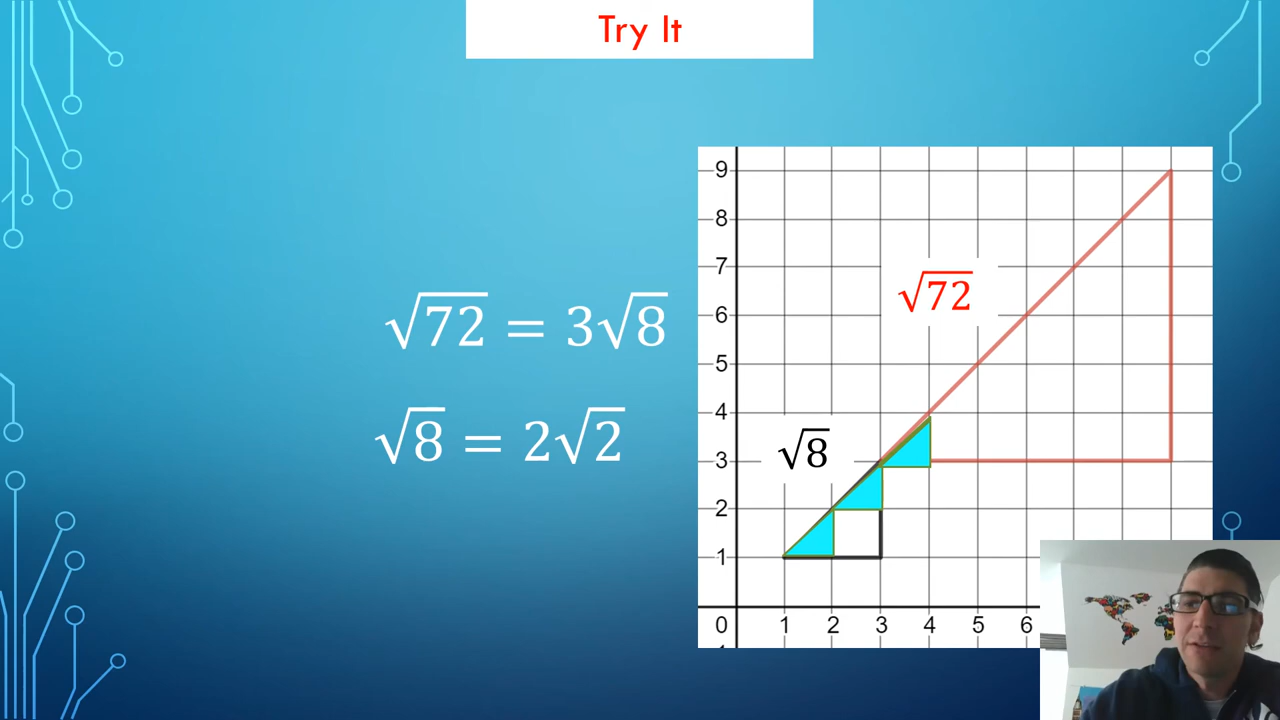 Try It
√72 = 3√8
√8 = 2√2
9
8
7
6
5
4
3
2
1
√72
√8
0 1 2 3 4 5 6